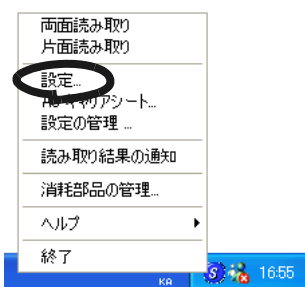 両面読み取り
片面読み取り
設定...
キャリアシート...
設定の管理 ...
読み取り結果の通知
消耗部品の管理...
ヘルプ
終了
KA
S
16:55